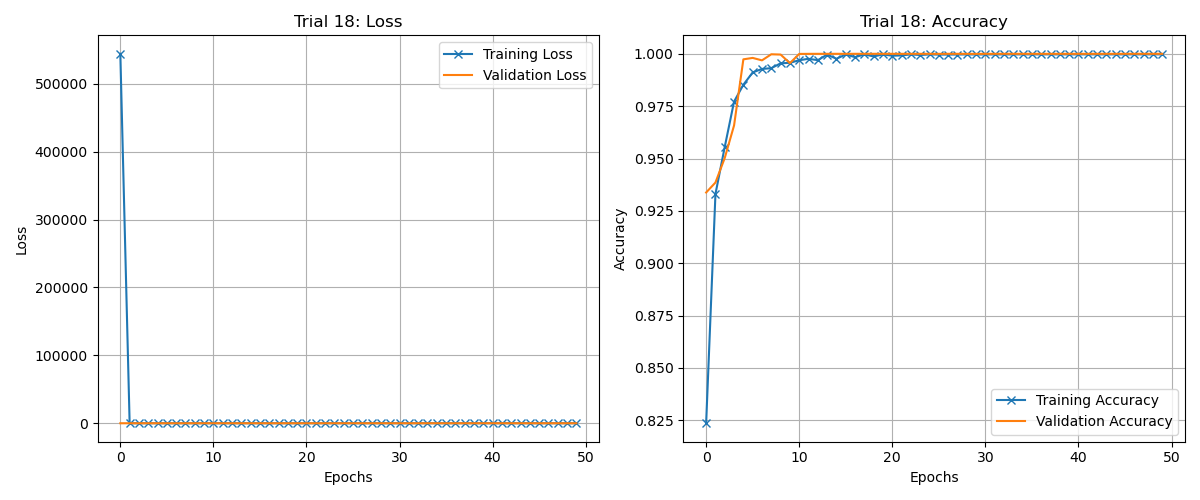 Trial 18: Loss
500000
400000
300000
200000
100000
0
Loss
Training Loss
Validation Loss
0
10
20
30
40
50
Epochs
Trial 18: Accuracy
1.000
0.975
0.950
0.925
0.900
0.875
0.850
0.825
Accuracy
Training Accuracy
Validation Accuracy
0
10
20
30
40
50
Epochs